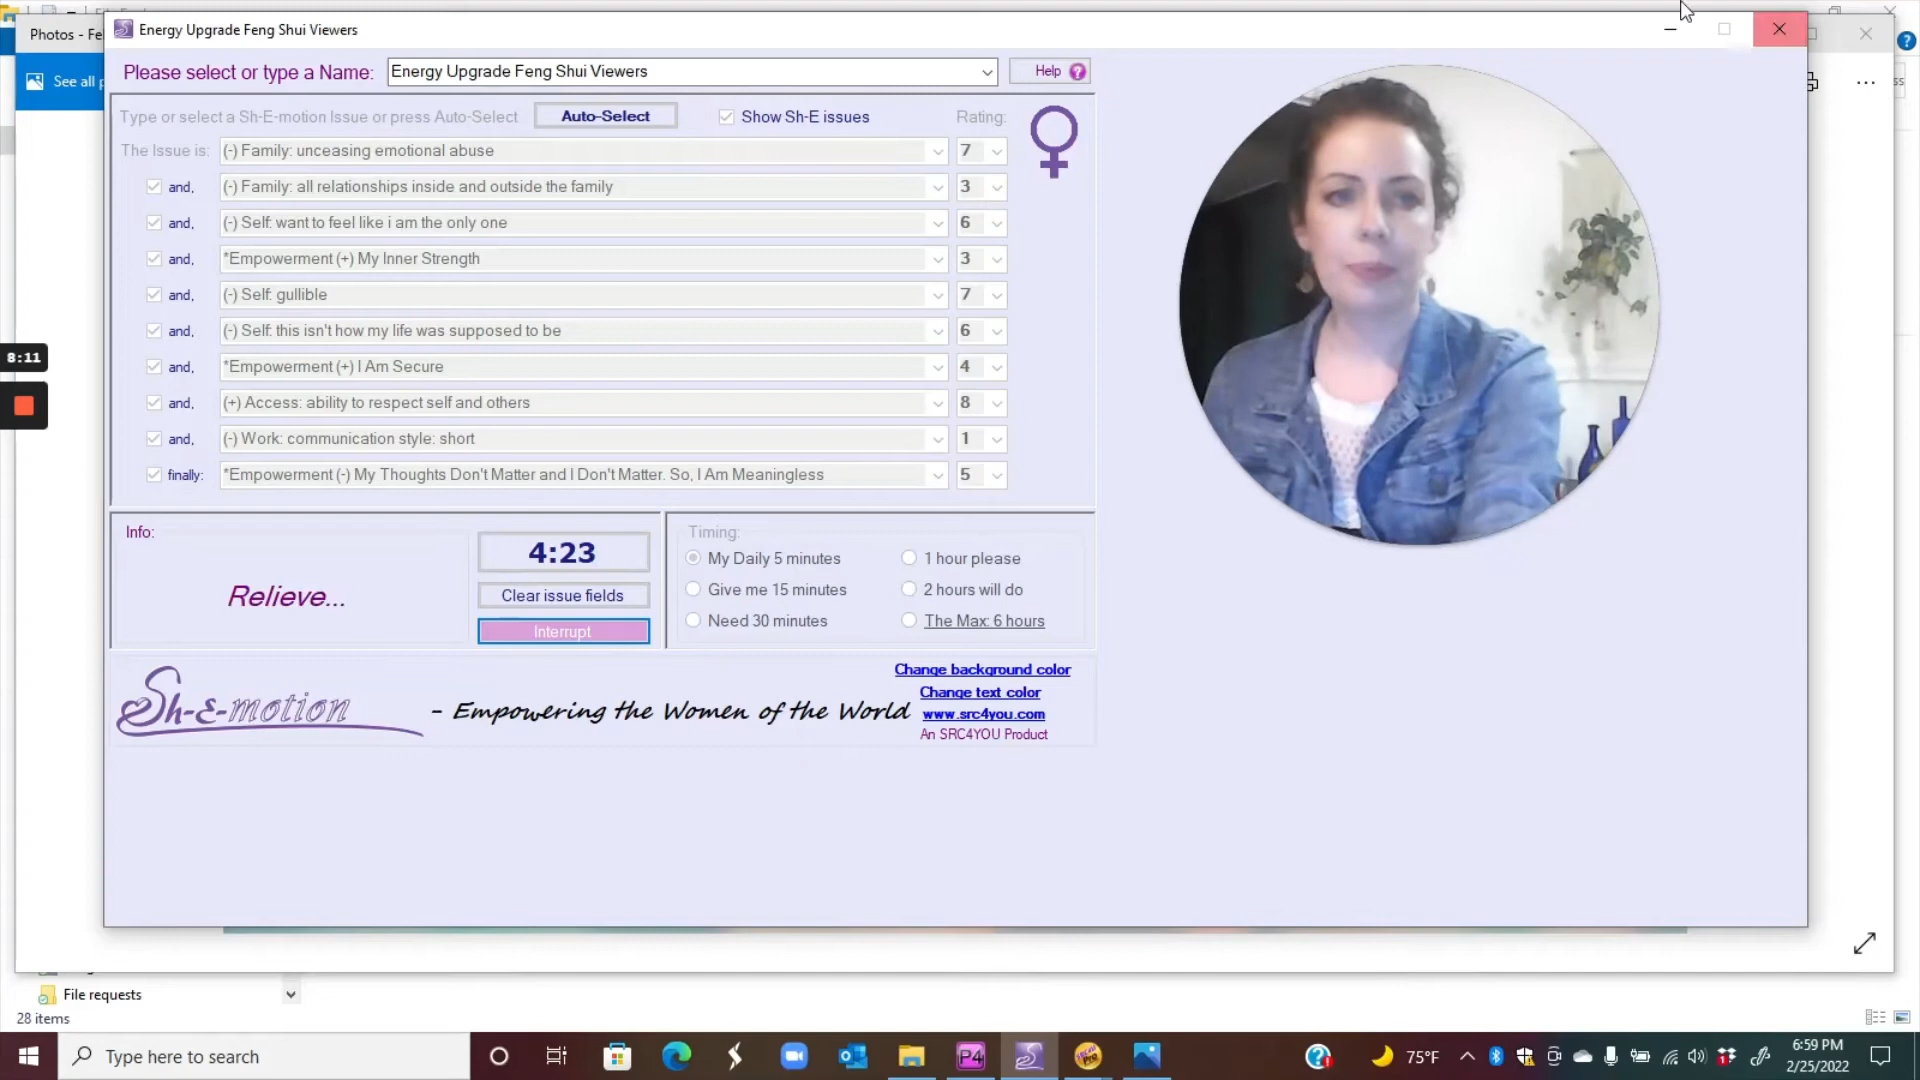 Photos - Fe
Energy Upgrade Feng Shui Viewers
See all p
Please select or type a Name:
Energy Upgrade Feng Shui Viewers
Help ?
Type or select a Sh-E-motion Issue or press Auto-Select
Auto-Select
Show Sh-E issues
Rating:
The Issue is: (-) Family: unceasing emotional abuse 7
and, (-) Family: all relationships inside and outside the family 3
and, (-) Self: want to feel like i am the only one 6
and, *Empowerment (+) My Inner Strength 3
and, (-) Self: gullible 7
and, (-) Self: this isn't how my life was supposed to be 6
8:11
and, *Empowerment (+) I Am Secure 4
and, (+) Access: ability to respect self and others 8
and, (-) Work: communication style: short 1
finally: *Empowerment (-) My Thoughts Don't Matter and I Don't Matter. So, I Am Meaningless 5
Info:
Relieve...
4:23
Clear issue fields
Interrupt
Timing:
My Daily 5 minutes
1 hour please
Give me 15 minutes
2 hours will do
Need 30 minutes
The Max: 6 hours
Sh-E-motion - Empowering the Women of the World
Change background color
Change text color
www.src4you.com
An SRC4YOU Product
File requests
28 items
Type here to search
P4
75°F
6:59 PM
2/25/2022